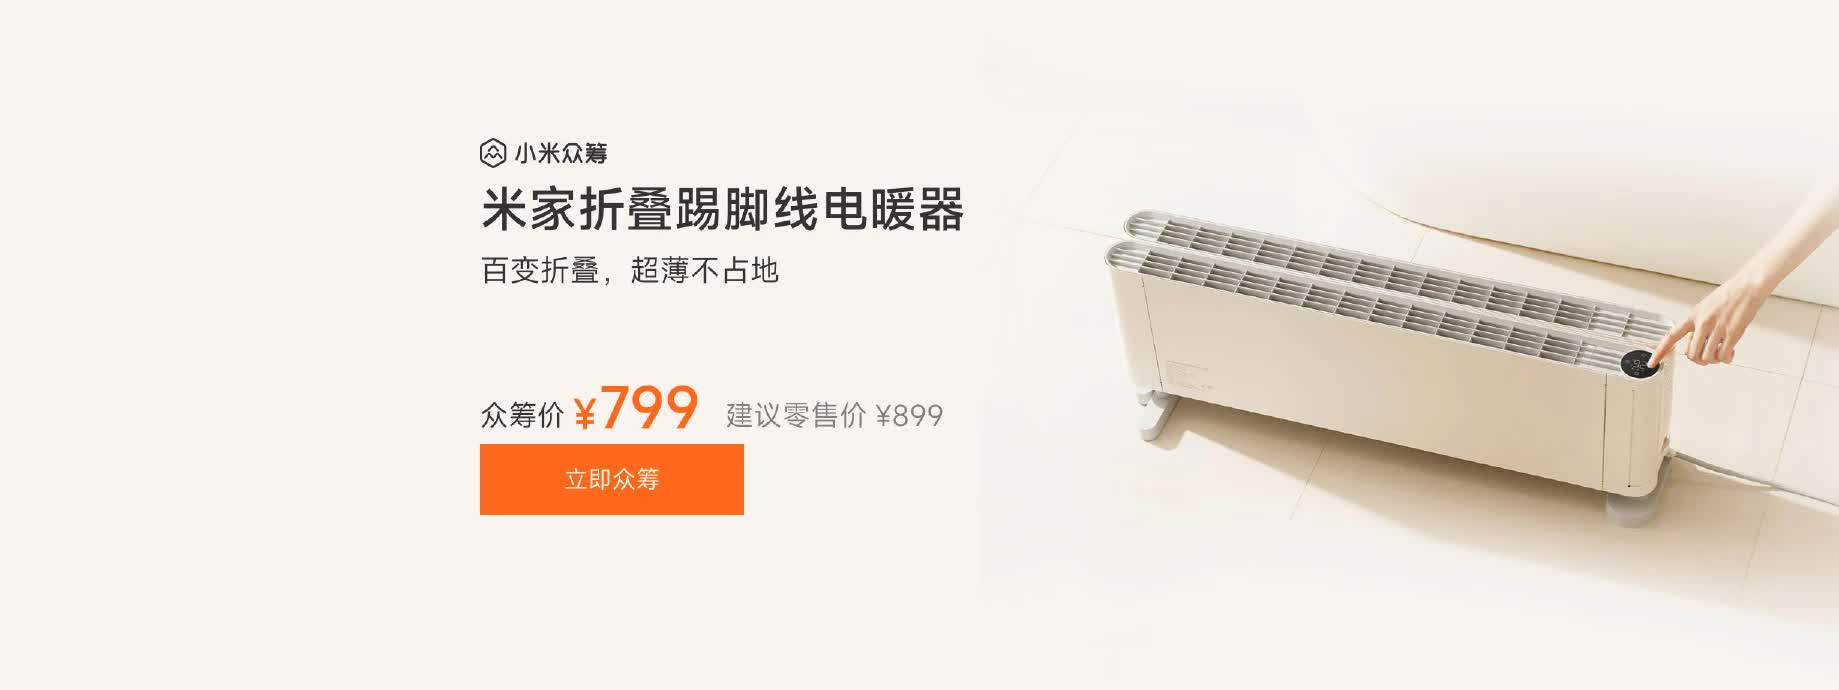 小米众筹
米家折叠踢脚线电暖器
百变折叠，超薄不占地
众筹价 ¥799 建议零售价 ¥899
立即众筹